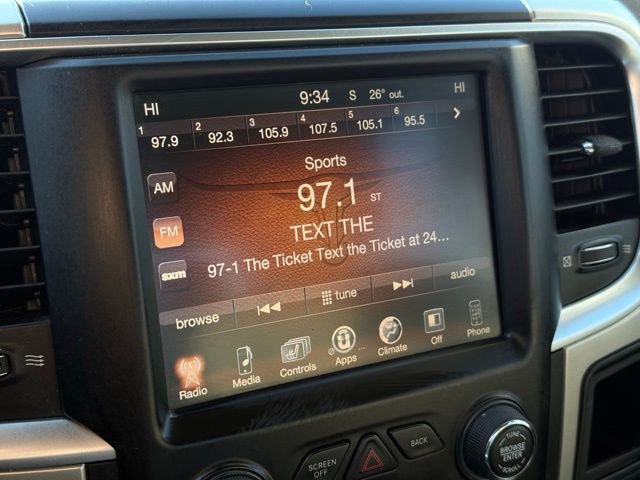 HI 9:34 S 26° out. HI
1 97.9 2 92.3 3 105.9 4 107.5 5 105.1 6 95.5
Sports
AM
97.1 ST
FM
TEXT THE
sxm
97-1 The Ticket Text the Ticket at 24...
browse tune audio
Radio Media Controls Apps ... Climate Off Phone
SCREEN OFF
BACK
TUNE
BROWSE
ENTER
SCROLL